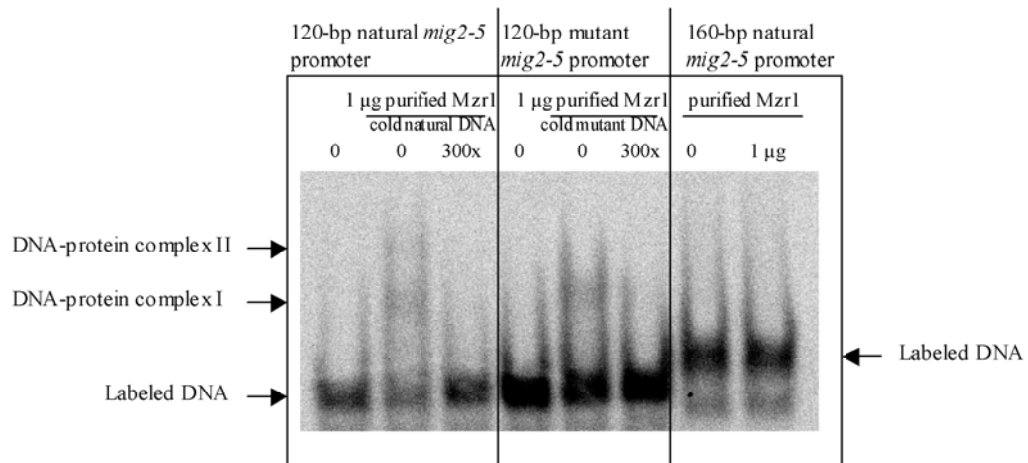 120-bp natural mig2-5 promoter
120-bp mutant mig2-5 promoter
160-bp natural mig2-5 promoter
1 µg purified Mzr1
cold natural DNA
0 0 300x
1 µg purified Mzr1
cold mutant DNA
0 0 300x
purified Mzr1
0 1 µg
DNA-protein complex II
DNA-protein complex I
Labeled DNA
Labeled DNA